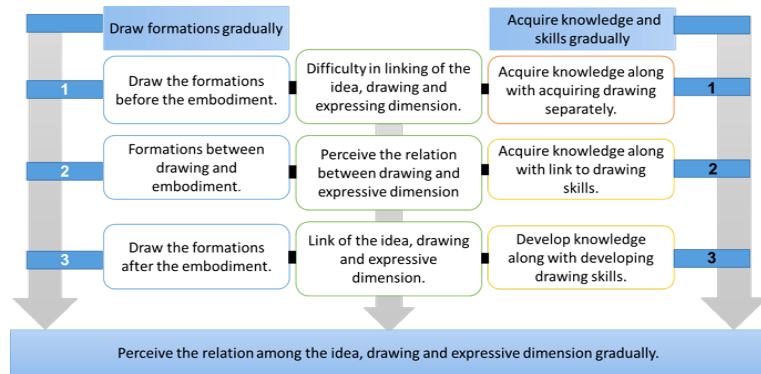 Draw formations gradually
Acquire knowledge and
skills gradually
1
Draw the formations
before the embodiment.
Difficulty in linking of the
idea, drawing and
expressing dimension.
Acquire knowledge along
with acquiring drawing
separately.
1
Formations between
drawing and
embodiment.
2
Perceive the relation
between drawing and
expressive dimension
Acquire knowledge along
with link to drawing
skills.
2
3
Draw the formations
after the embodiment.
Link of the idea, drawing
and expressive
dimension.
Develop knowledge
along with developing
drawing skills.
3
Perceive the relation among the idea, drawing and expressive dimension gradually.